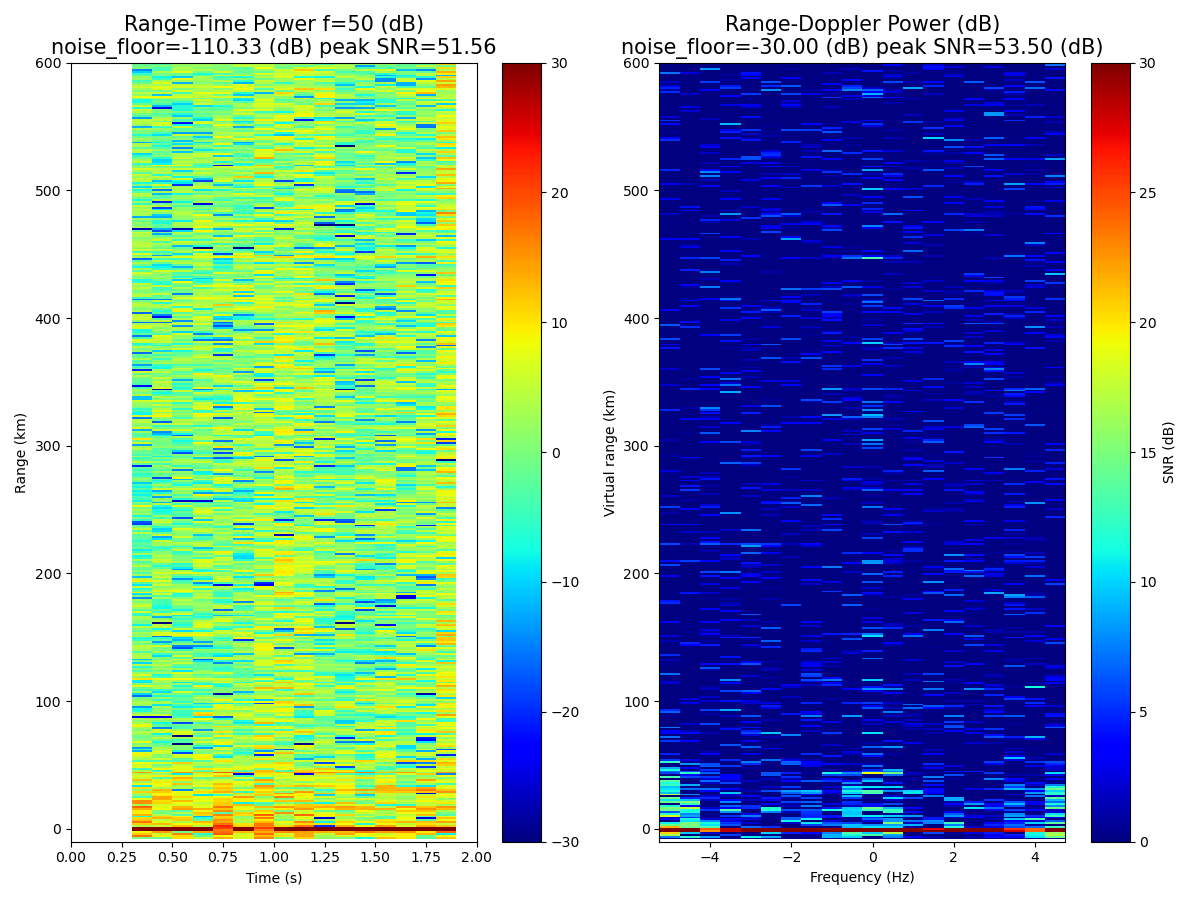 Range-Time Power f=50 (dB)
noise_floor=-110.33 (dB) peak SNR=51.56
Range-Doppler Power (dB)
noise_floor=-30.00 (dB) peak SNR=53.50 (dB)
600
500
400
300
200
100
0
Range (km)
0.00 0.25 0.50 0.75 1.00 1.25 1.50 1.75 2.00
Time (s)
30
20
10
0
−10
−20
−30
600
500
400
300
200
100
0
Virtual range (km)
−4 −2 0 2 4
Frequency (Hz)
30
25
20
15
10
5
0
SNR (dB)